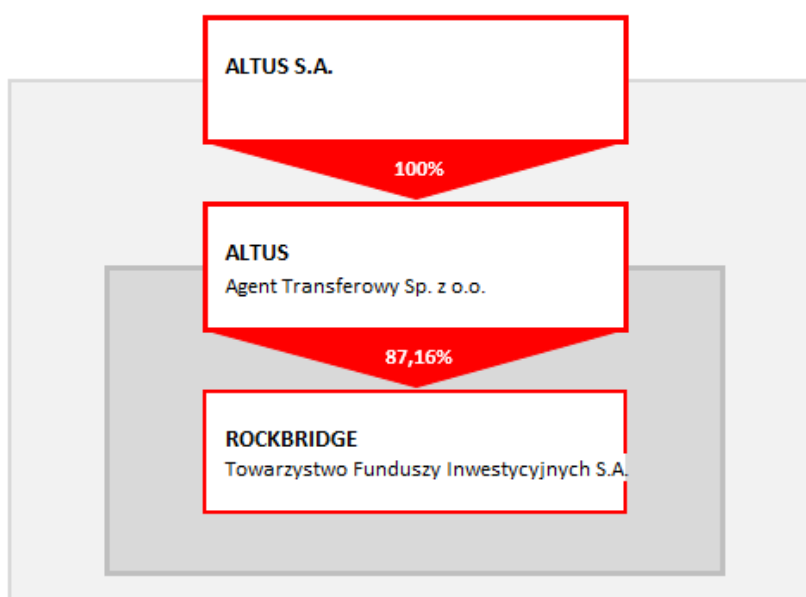 ALTUS S.A.
100%
ALTUS
Agent Transferowy Sp. z o.o.
87,16%
ROCKBRIDGE
Towarzystwo Funduszy Inwestycyjnych S.A.